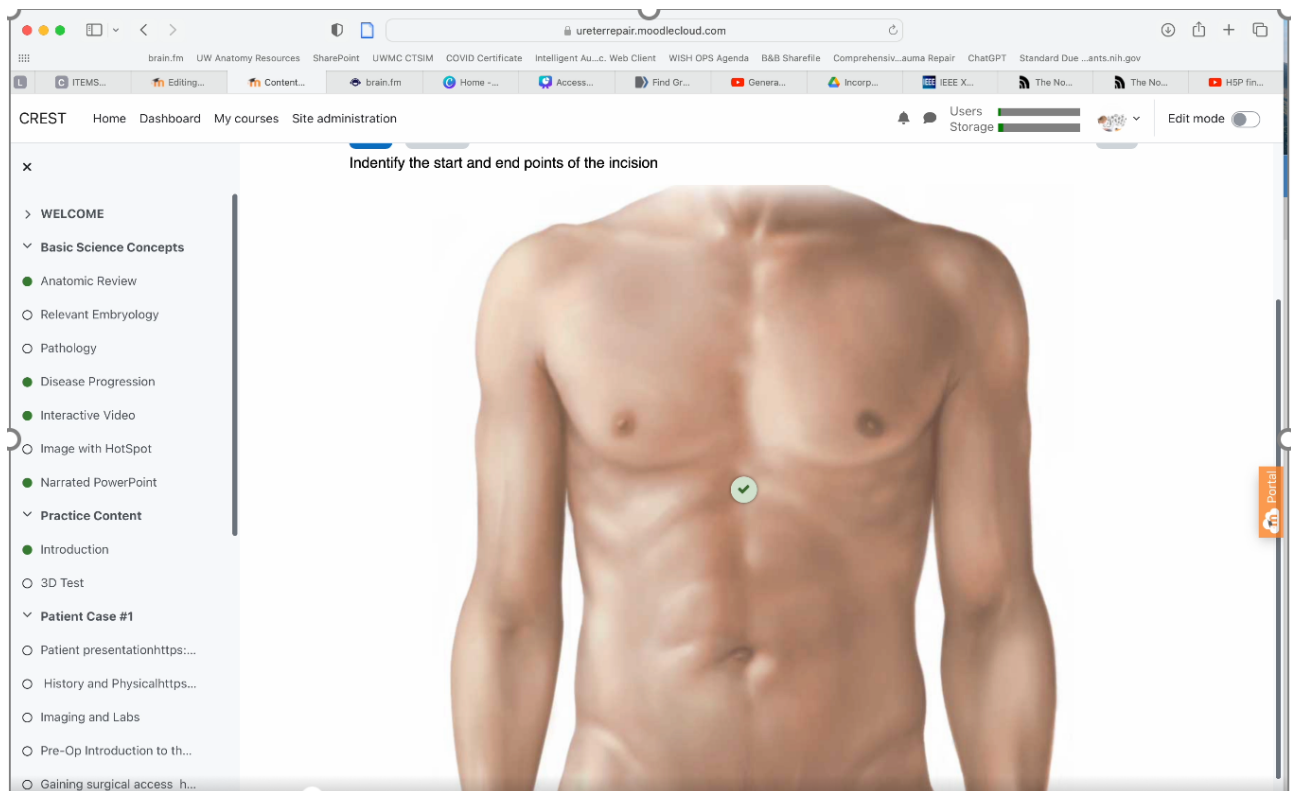 ureterrepair.moodlecloud.com
brain.fm UW Anatomy Resources SharePoint UWMC CTSIM COVID Certificate Intelligent Au...c. Web Client WISH OPS Agenda B&B Sharefile Comprehensiv...auma Repair ChatGPT Standard Due ...ants.nih.gov
L C ITEMS... Editing... Content... brain.fm Home -... Access... Find Gr... Genera... Incorp... IEEE X... The No... The No... H5P fin...
CREST Home Dashboard My courses Site administration Users Edit mode
Storage
Indentify the start and end points of the incision
WELCOME
Basic Science Concepts
Anatomic Review
Relevant Embryology
Pathology
Disease Progression
Interactive Video
Image with HotSpot
Narrated PowerPoint
Practice Content
Introduction
3D Test
Patient Case #1
Patient presentationhttps:...
History and Physicalhttps...
Imaging and Labs
Pre-Op Introduction to th...
Gaining surgical access h...
Portal